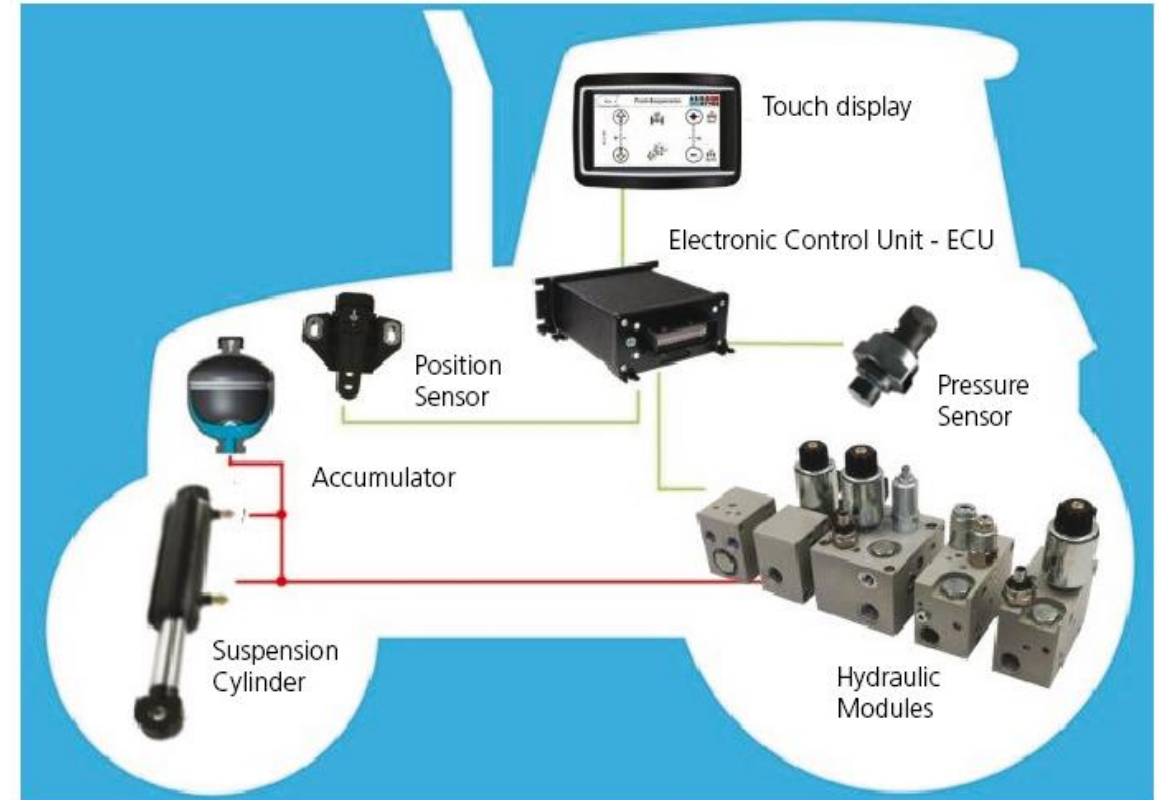 Touch display
Electronic Control Unit - ECU
Position
Sensor
Pressure
Sensor
Accumulator
Suspension
Cylinder
Hydraulic
Modules